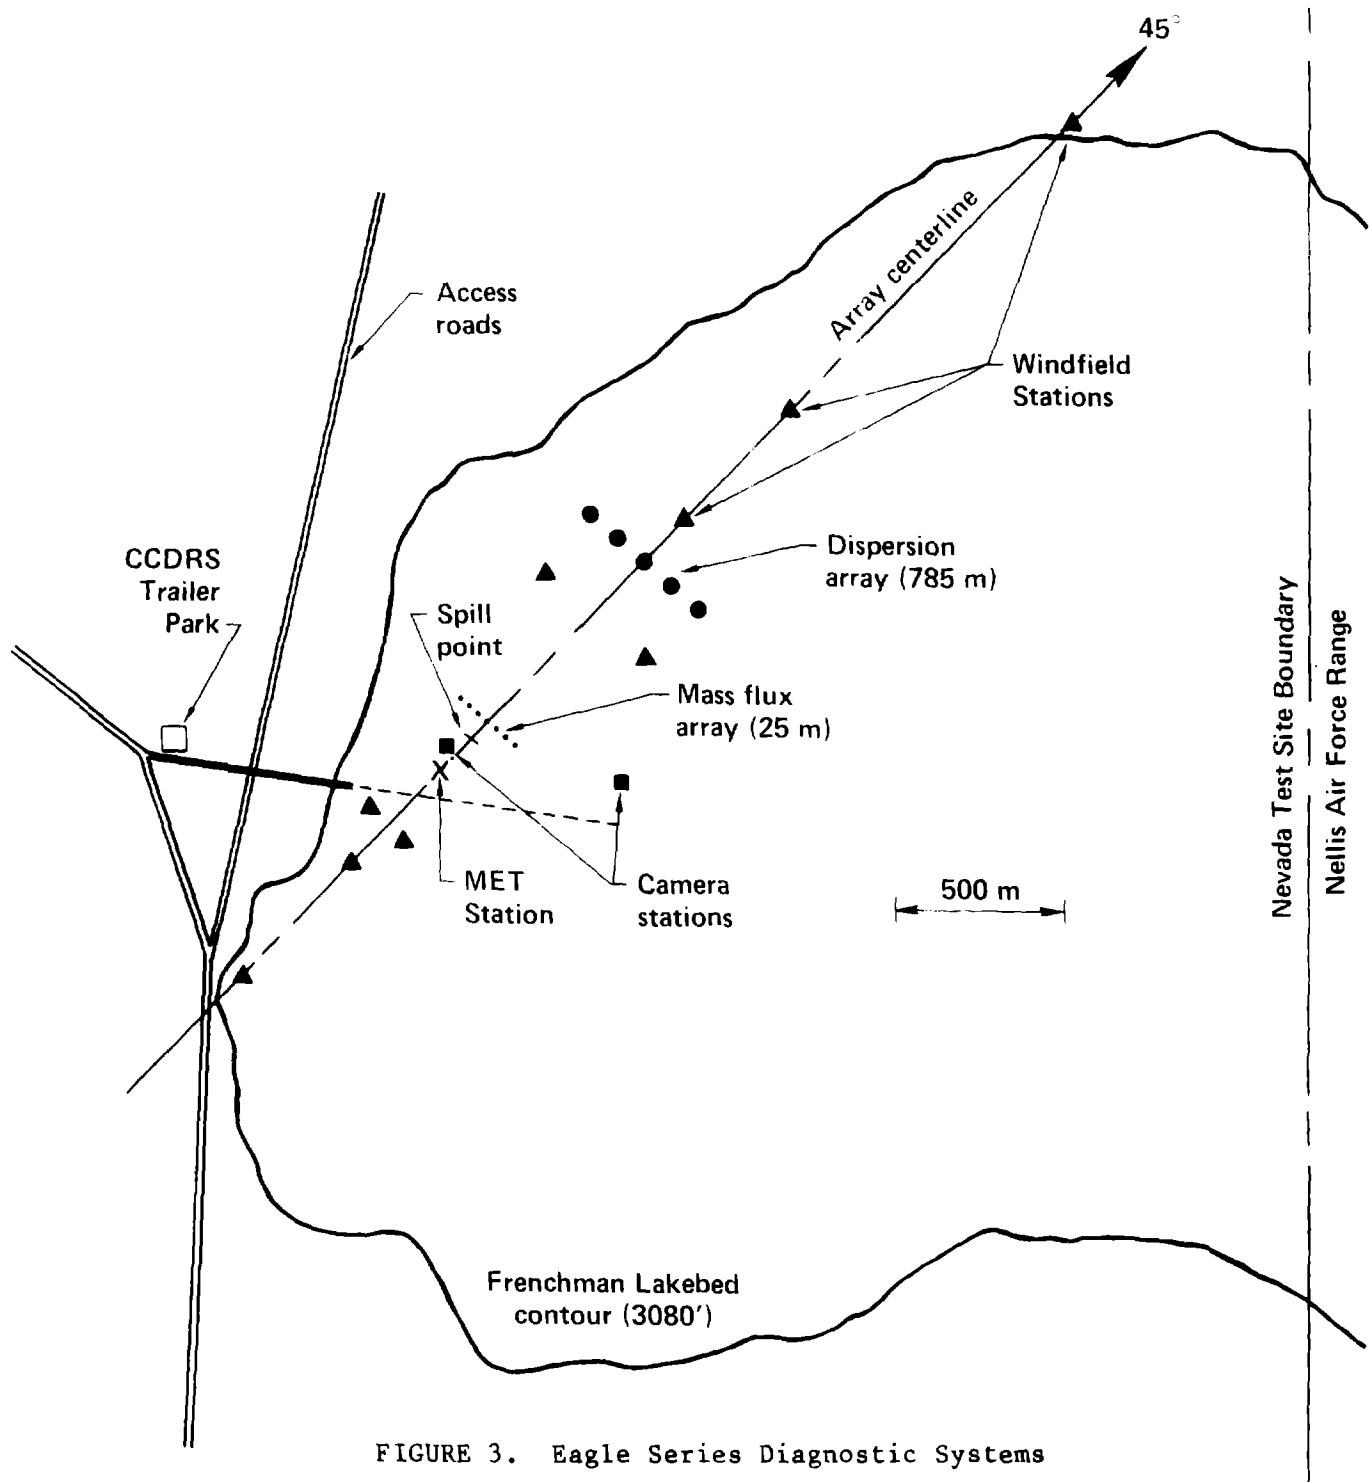 45°
Array centerline
Access
roads
Windfield
Stations
CCDRS
Trailer
Park
Dispersion
array (785 m)
Spill
point
Mass flux
array (25 m)
Nevada Test Site Boundary
Nellis Air Force Range
MET
Station
Camera
stations
500 m
Frenchman Lakebed
contour (3080')
FIGURE 3. Eagle Series Diagnostic Systems